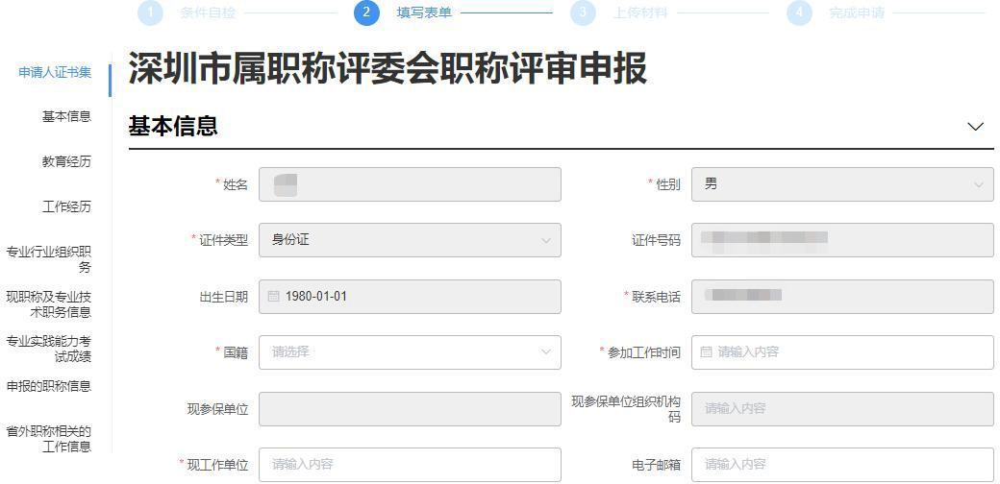 1 条件自检 2 填写表单 3 上传材料 4 完成申请
申请人证书集
基本信息
教育经历
工作经历
专业行业组织职
务
现职称及专业技
术职务信息
专业实践能力考
试成绩
申报的职称信息
省外职称相关的
工作信息
深圳市属职称评委会职称评审申报
基本信息
* 姓名
* 性别 男
* 证件类型 身份证
证件号码
出生日期 1980-01-01
* 联系电话
* 国籍 请选择
* 参加工作时间 请输入内容
现参保单位
现参保单位组织机构
码 请输入内容
* 现工作单位 请输入内容
电子邮箱 请输入内容